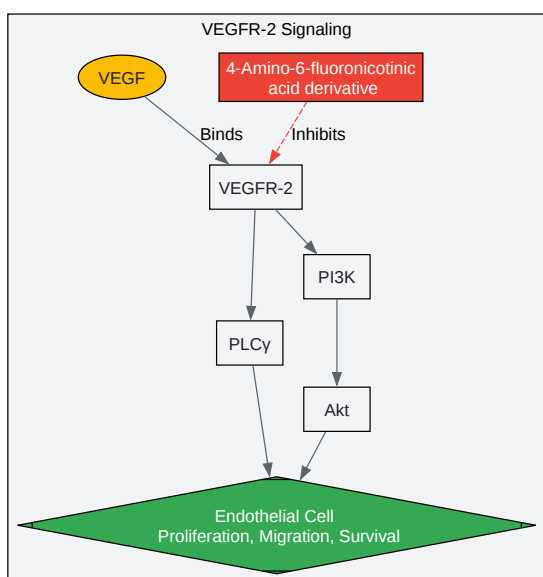 VEGFR-2 Signaling
VEGF
4-Amino-6-fluoronicotinic
acid derivative
Binds
Inhibits
VEGFR-2
PI3K
PLCγ
Akt
Endothelial Cell
Proliferation, Migration, Survival